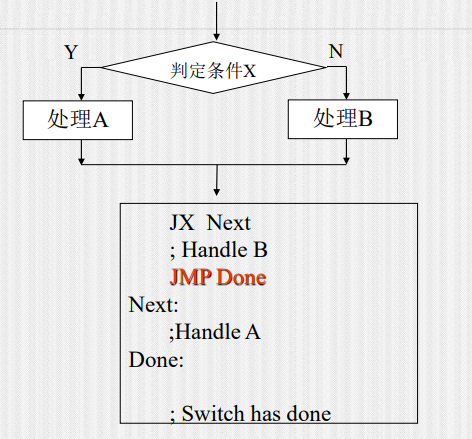 Y
N
判定条件X
处理A
处理B
JX Next
; Handle B
JMP Done
Next:
;Handle A
Done:
; Switch has done